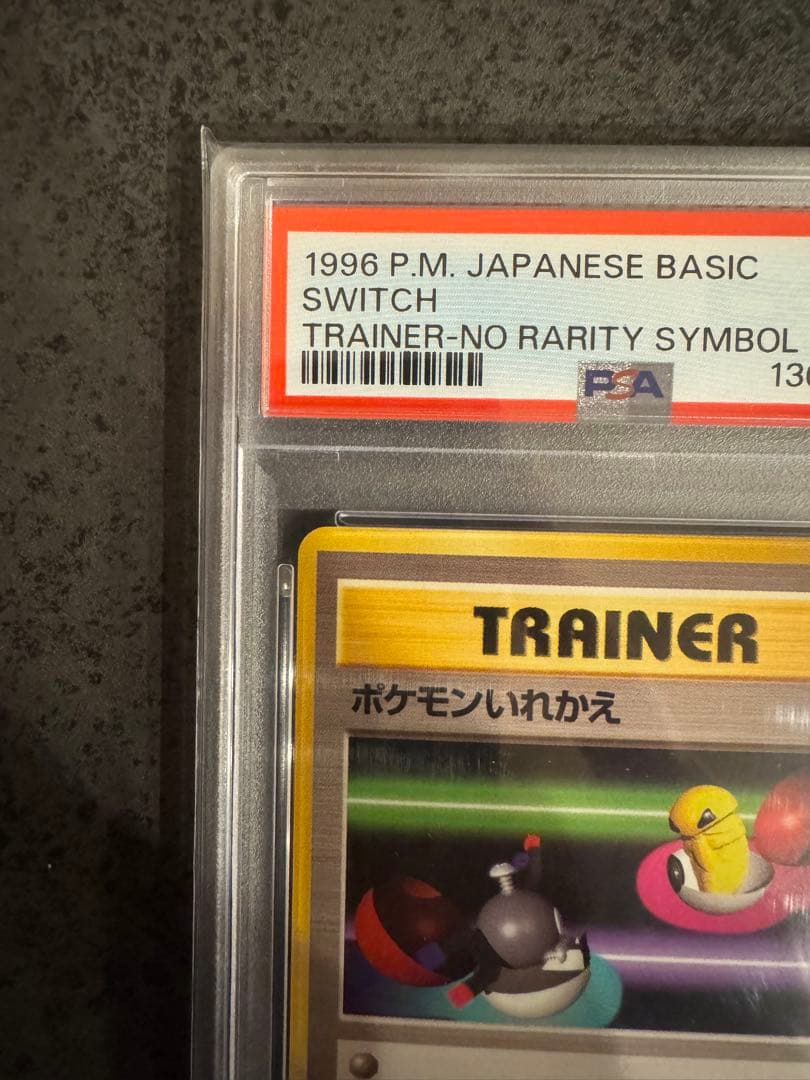 1996 P.M. JAPANESE BASIC
SWITCH
TRAINER-NO RARITY SYMBOL
PSA
TRAINER
ポケモンいれかえ